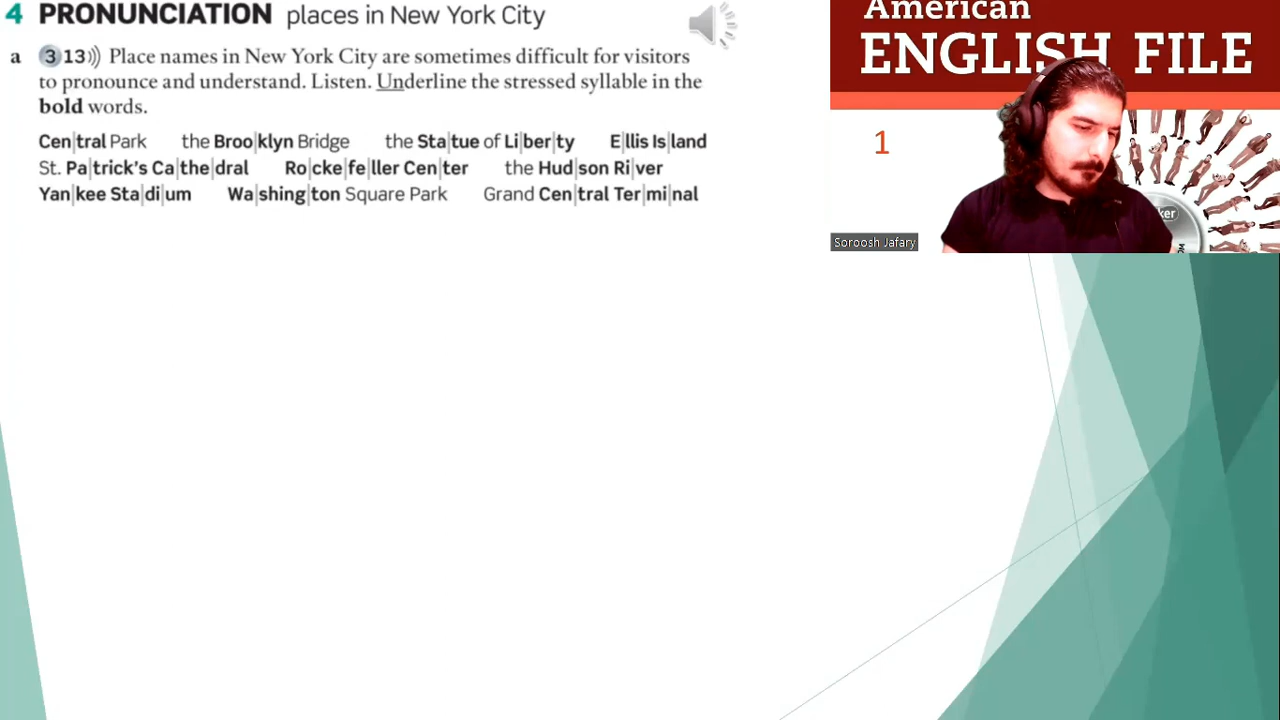 4 PRONUNCIATION places in New York City
a 3 13 Place names in New York City are sometimes difficult for visitors
to pronounce and understand. Listen. Underline the stressed syllable in the
bold words.
Cen|tral Park the Broo|klyn Bridge the Sta|tue of Li|ber|ty E|llis Is|land
St. Pa|trick's Ca|the|dral Ro|cke|fe|ller Cen|ter the Hud|son Ri|ver
Yan|kee Sta|di|um Wa|shing|ton Square Park Grand Cen|tral Ter|mi|nal
American
ENGLISH FILE
1
Soroosh Jafary